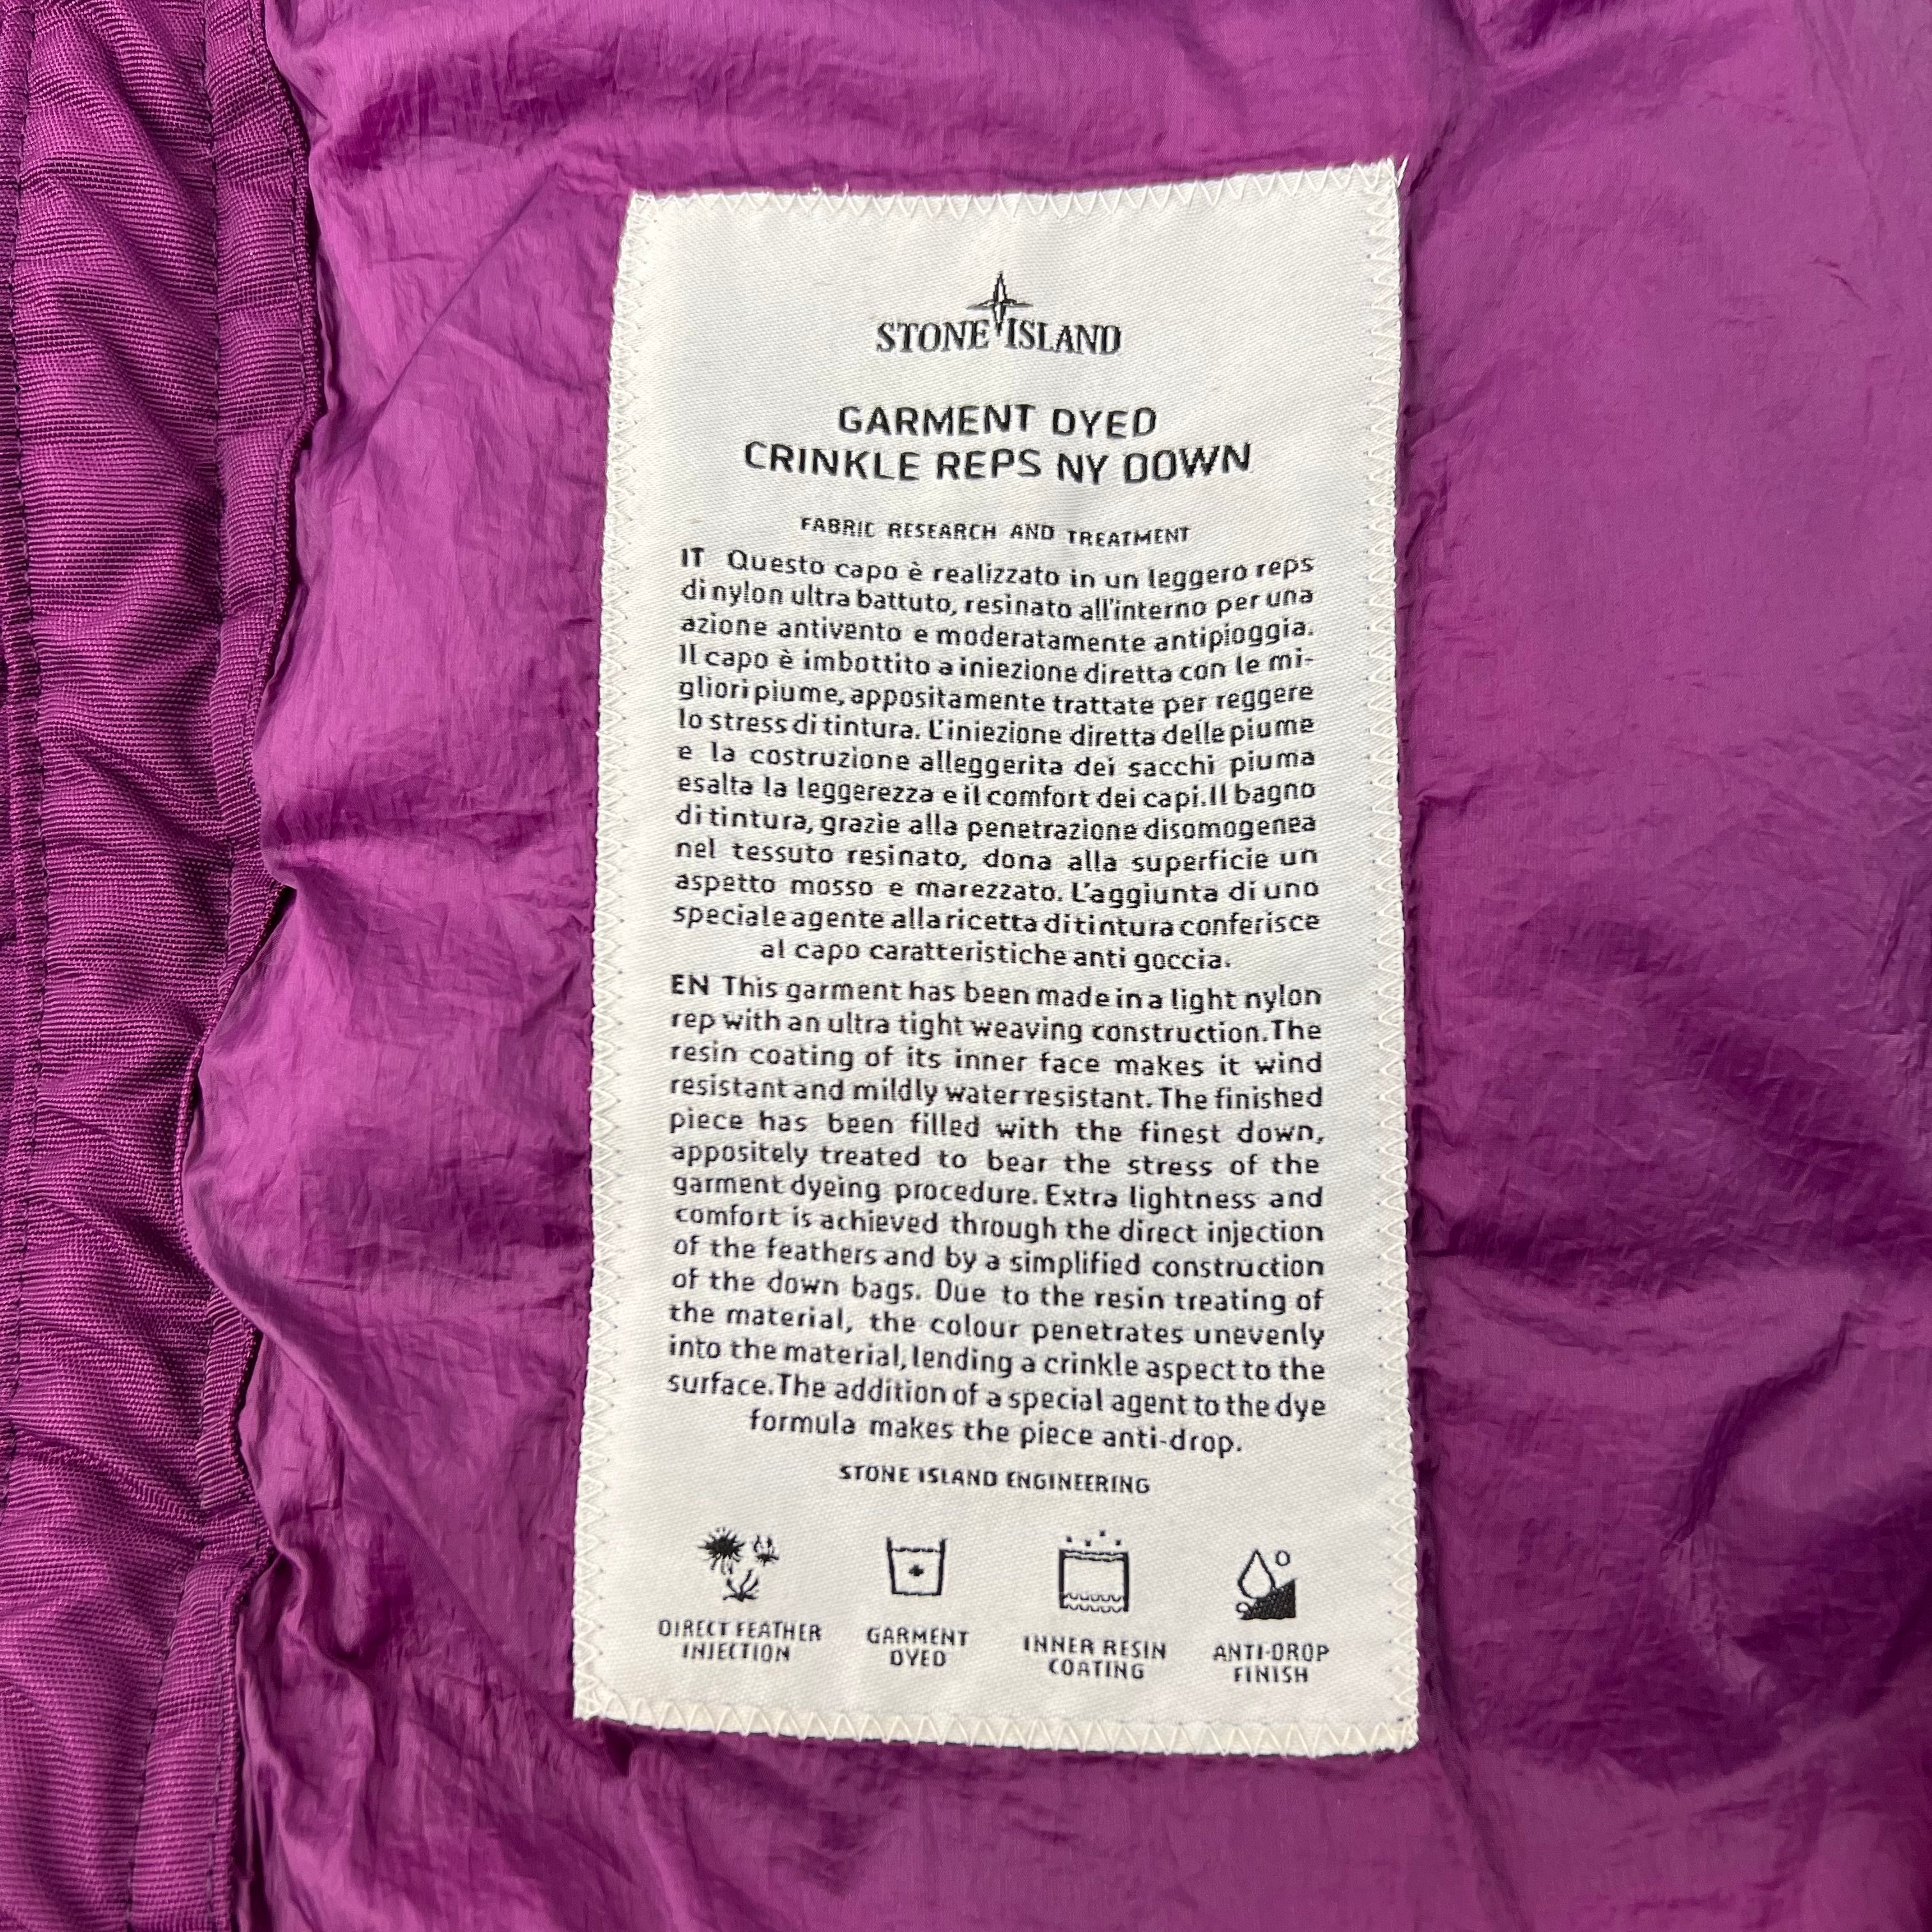 STONE ISLAND
GARMENT DYED
CRINKLE REPS NY DOWN
FABRIC RESEARCH AND TREATMENT
IT Questo capo è realizzato in un leggero reps
di nylon ultra battuto, resinato all'interno per una
azione antivento e moderatamente antipioggia.
Il capo è imbottito a iniezione diretta con le mi-
gliori piume, appositamente trattate per reggere
lo stress di tintura. L'iniezione diretta delle piume
e la costruzione alleggerita dei sacchi piuma
esalta la leggerezza e il comfort dei capi. Il bagno
di tintura, grazie alla penetrazione disomogenea
nel tessuto resinato, dona alla superficie un
aspetto mosso e marezzato. L'aggiunta di uno
speciale agente alla ricetta di tintura conferisce
al capo caratteristiche anti goccia.
EN This garment has been made in a light nylon
rep with an ultra tight weaving construction. The
resin coating of its inner face makes it wind
resistant and mildly water resistant. The finished
piece has been filled with the finest down,
appositely treated to bear the stress of the
garment dyeing procedure. Extra lightness and
comfort is achieved through the direct injection
of the feathers and by a simplified construction
of the down bags. Due to the resin treating of
the material, the colour penetrates unevenly
into the material, lending a crinkle aspect to the
surface. The addition of a special agent to the dye
formula makes the piece anti-drop.
STONE ISLAND ENGINEERING
DIRECT FEATHER
INJECTION
GARMENT
DYED
INNER RESIN
COATING
ANTI-DROP
FINISH